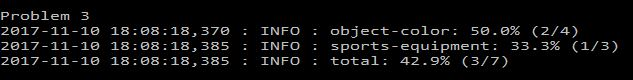 Problem 3
2017-11-10 18:08:18,370 : INFO : object-color: 50.0% (2/4)
2017-11-10 18:08:18,385 : INFO : sports-equipment: 33.3% (1/3)
2017-11-10 18:08:18,385 : INFO : total: 42.9% (3/7)